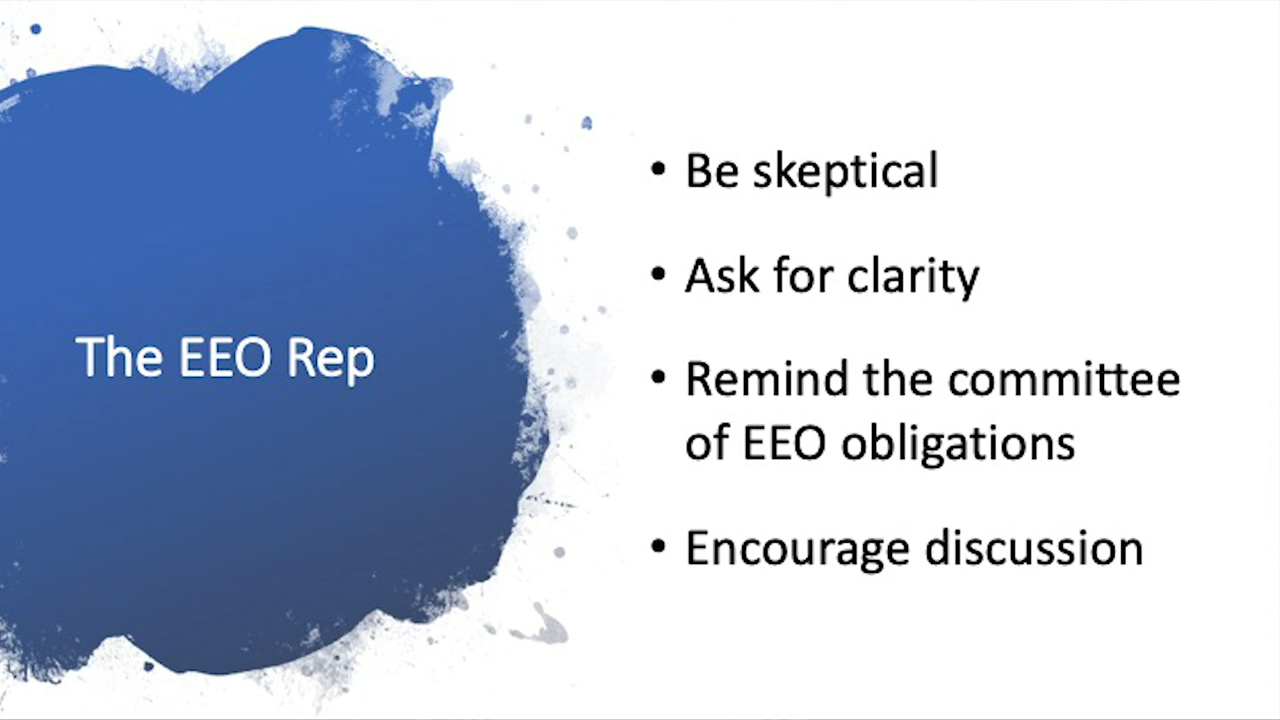 The EEO Rep
• Be skeptical
• Ask for clarity
• Remind the committee
of EEO obligations
• Encourage discussion